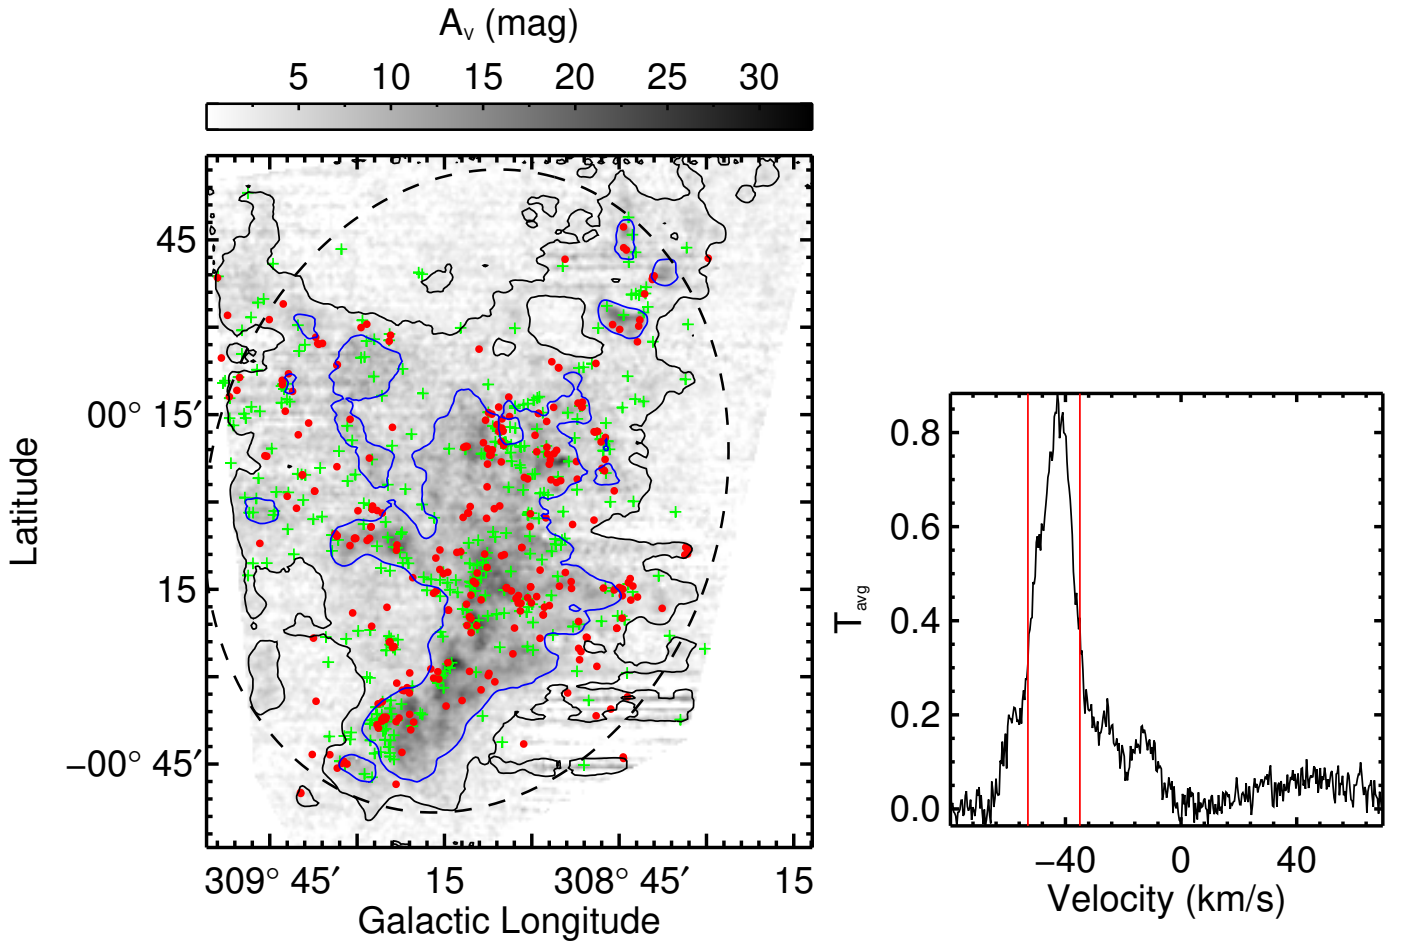 A_V (mag)
5 10 15 20 25 30
45
00° 15′
15
−00° 45′
Latitude
309° 45′ 15 308° 45′ 15
Galactic Longitude
0.8
0.6
0.4
0.2
0.0
T_avg
−40 0 40
Velocity (km/s)